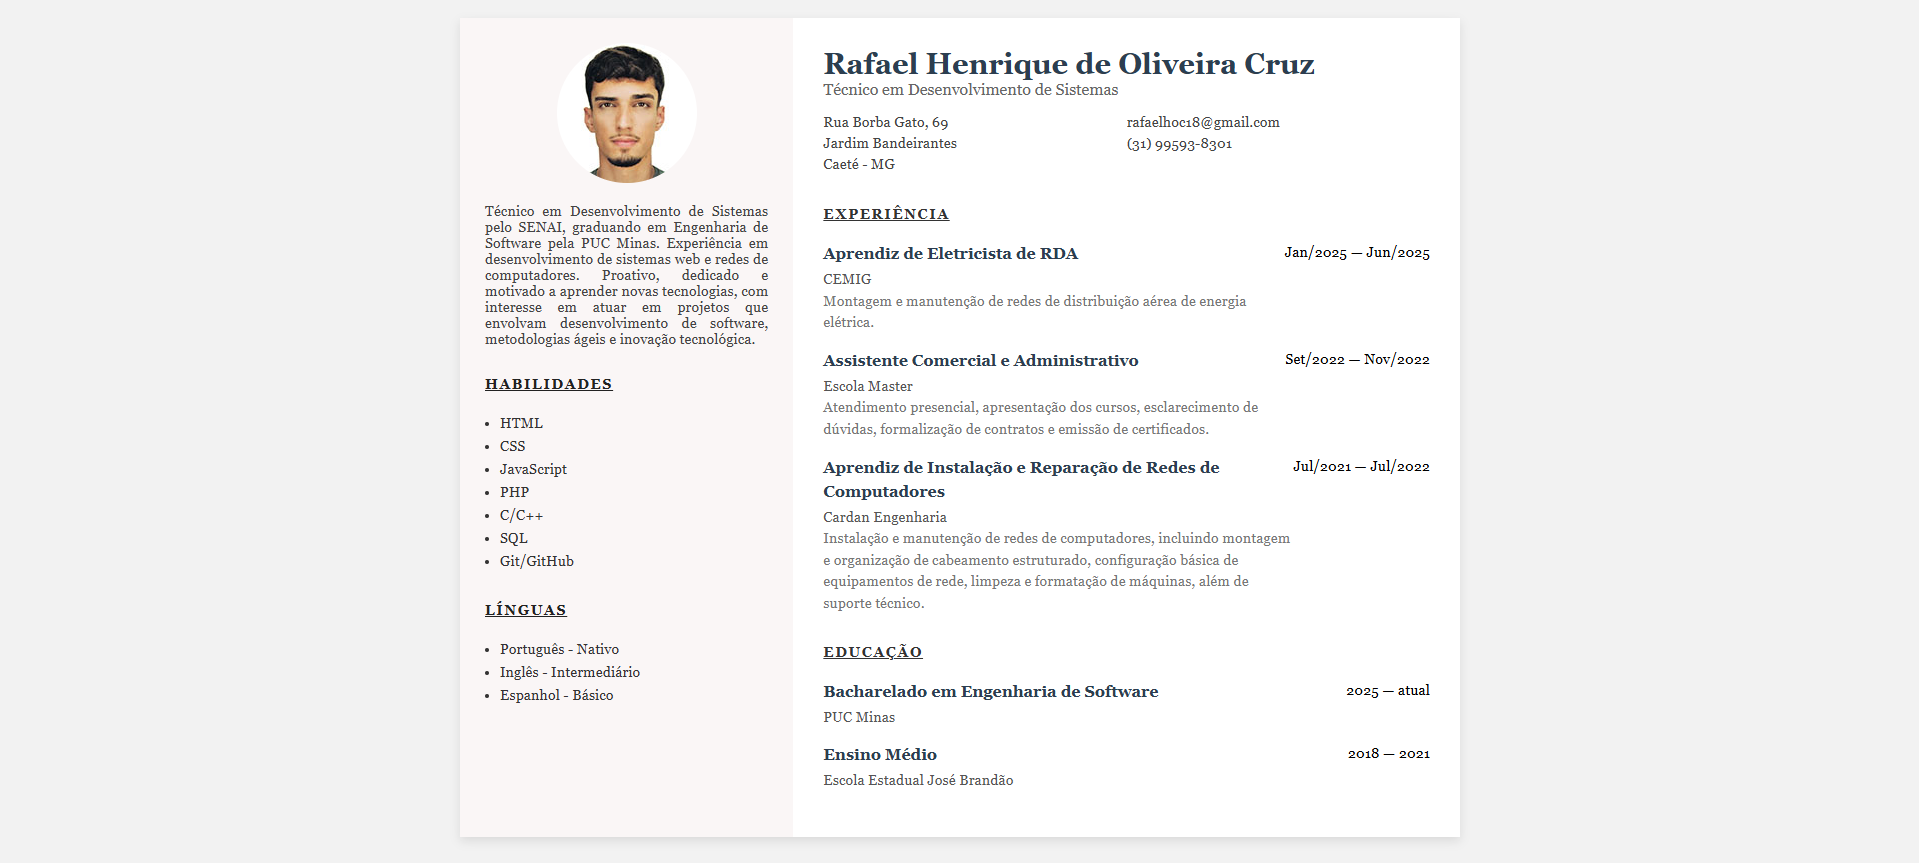 Técnico em Desenvolvimento de Sistemas
pelo SENAI, graduando em Engenharia de
Software pela PUC Minas. Experiência em
desenvolvimento de sistemas web e redes de
computadores. Proativo, dedicado e
motivado a aprender novas tecnologias, com
interesse em atuar em projetos que
envolvam desenvolvimento de software,
metodologias ágeis e inovação tecnológica.
HABILIDADES
• HTML
• CSS
• JavaScript
• PHP
• C/C++
• SQL
• Git/GitHub
LÍNGUAS
• Português - Nativo
• Inglês - Intermediário
• Espanhol - Básico
Rafael Henrique de Oliveira Cruz
Técnico em Desenvolvimento de Sistemas
Rua Borba Gato, 69
Jardim Bandeirantes
Caeté - MG
rafaelhoc18@gmail.com
(31) 99593-8301
EXPERIÊNCIA
Aprendiz de Eletricista de RDA
Jan/2025 — Jun/2025
CEMIG
Montagem e manutenção de redes de distribuição aérea de energia
elétrica.
Assistente Comercial e Administrativo
Set/2022 — Nov/2022
Escola Master
Atendimento presencial, apresentação dos cursos, esclarecimento de
dúvidas, formalização de contratos e emissão de certificados.
Aprendiz de Instalação e Reparação de Redes de
Computadores
Jul/2021 — Jul/2022
Cardan Engenharia
Instalação e manutenção de redes de computadores, incluindo montagem
e organização de cabeamento estruturado, configuração básica de
equipamentos de rede, limpeza e formatação de máquinas, além de
suporte técnico.
EDUCAÇÃO
Bacharelado em Engenharia de Software
2025 — atual
PUC Minas
Ensino Médio
2018 — 2021
Escola Estadual José Brandão